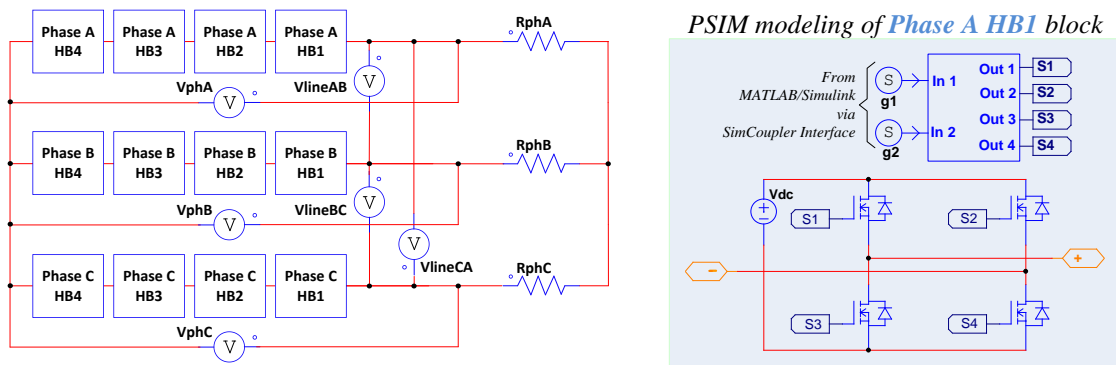 Phase A
HB4
Phase A
HB3
Phase A
HB2
Phase A
HB1
RphA
VphA
V
V
VlineAB
Phase B
HB4
Phase B
HB3
Phase B
HB2
Phase B
HB1
RphB
VphB
V
V
VlineBC
V
VlineCA
Phase C
HB4
Phase C
HB3
Phase C
HB2
Phase C
HB1
RphC
VphC
V
PSIM modeling of Phase A HB1 block
From
MATLAB/Simulink
via
SimCoupler Interface
S
g1
S
g2
In 1
In 2
Out 1
Out 2
Out 3
Out 4
S1
S2
S3
S4
Vdc
S1
S2
S3
S4